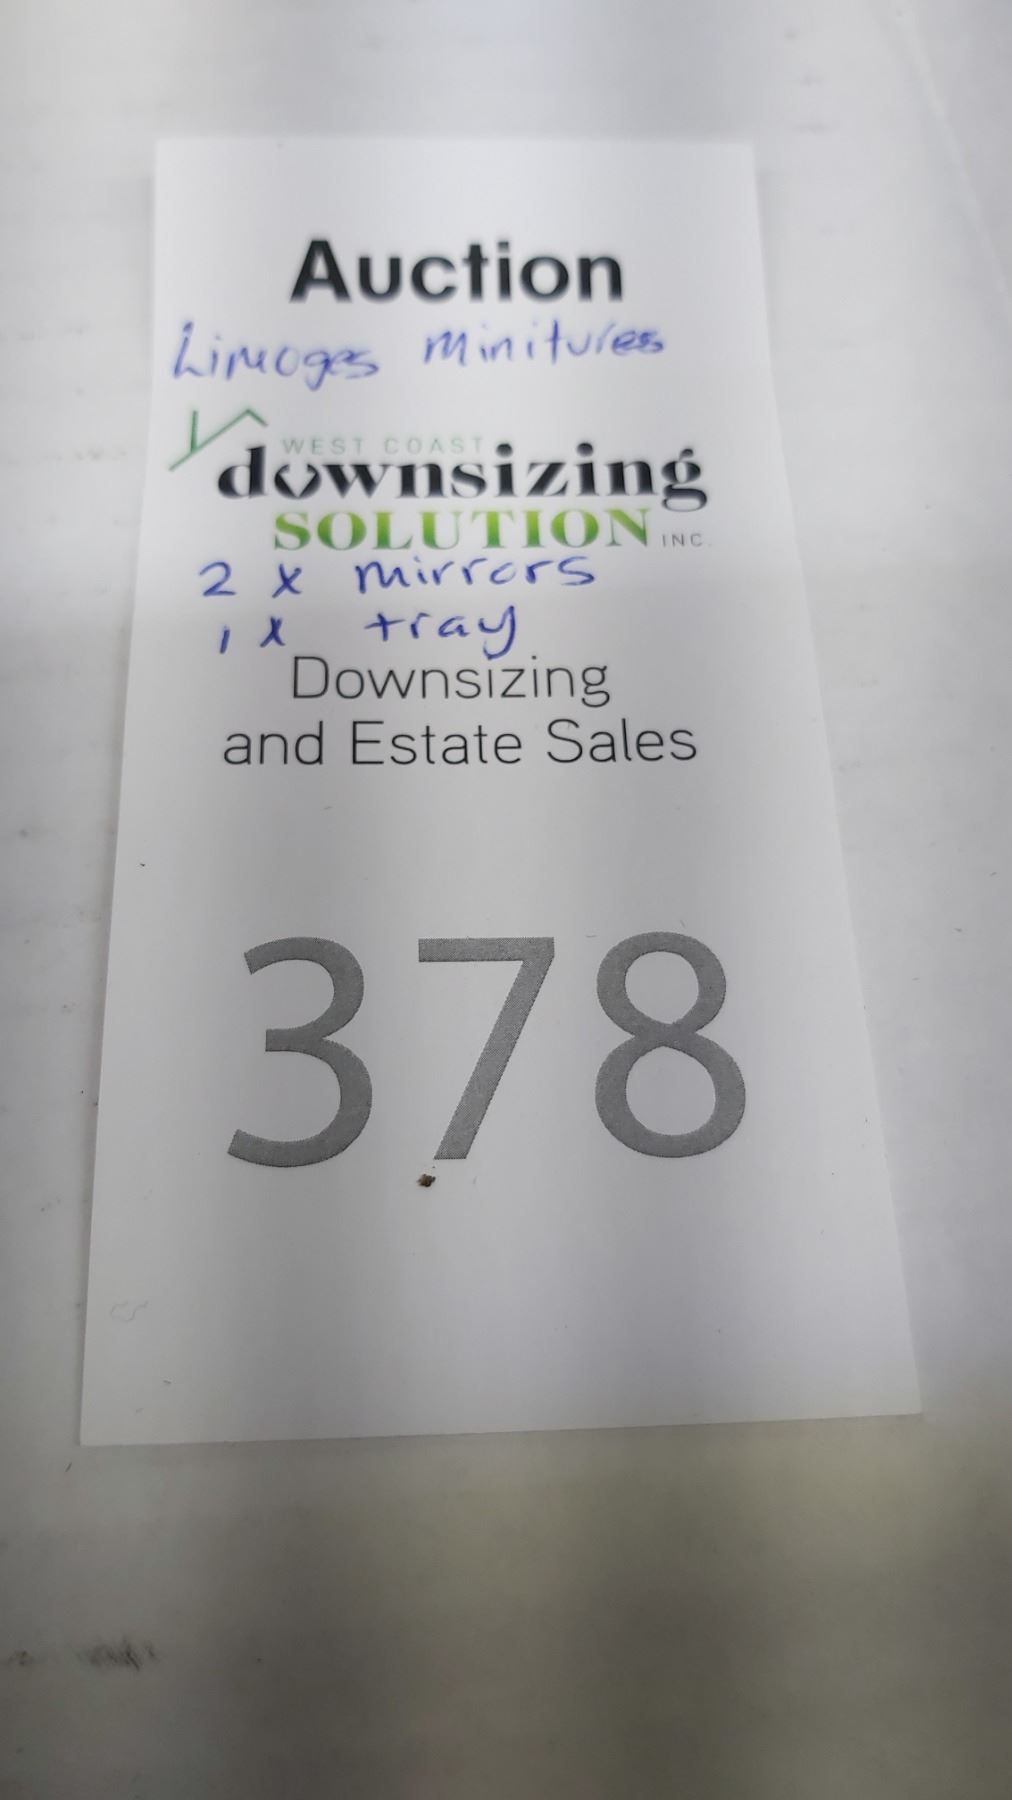 Auction
Limoges Minitures
WEST COAST
downsizing
SOLUTION INC.
2 x mirrors
1 x tray
Downsizing
and Estate Sales
378